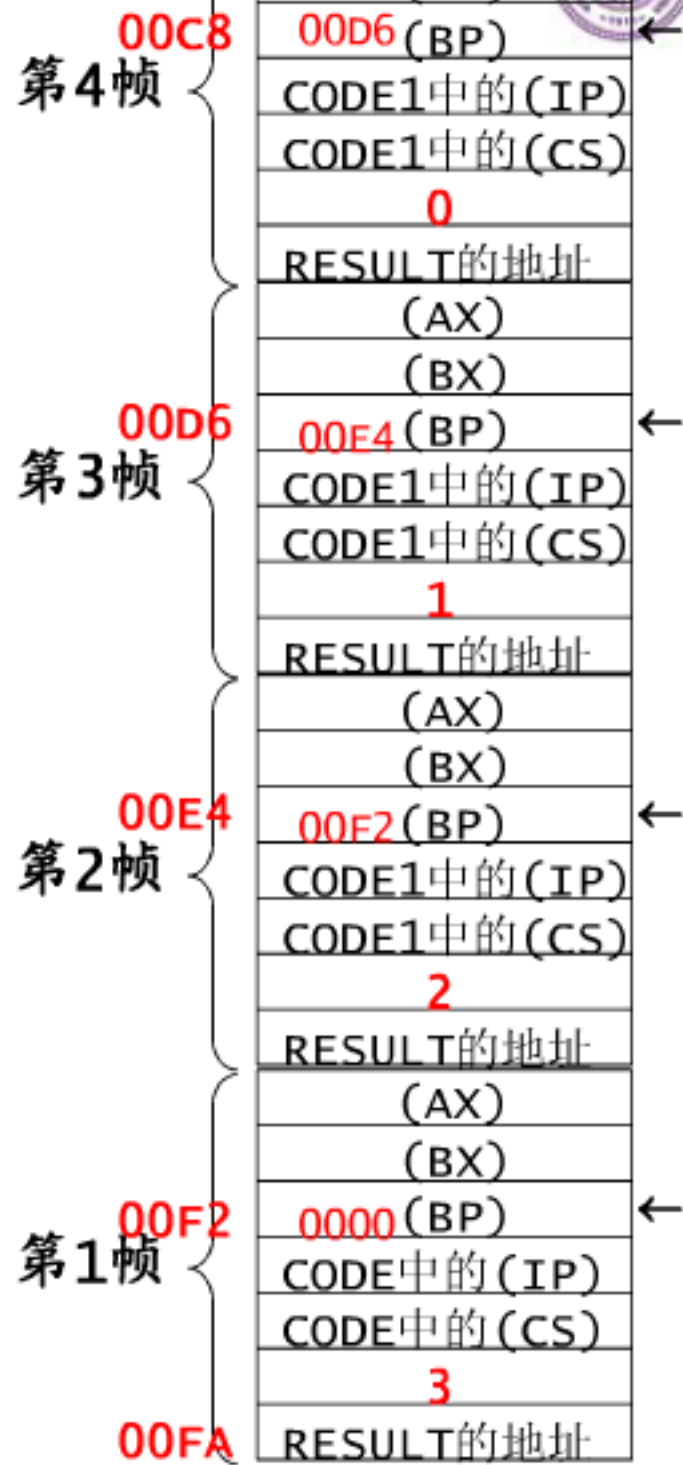 00C8 00D6 (BP)
第4帧
CODE1中的(IP)
CODE1中的(CS)
0
RESULT的地址
(AX)
(BX)
00D6 00E4 (BP)
第3帧
CODE1中的(IP)
CODE1中的(CS)
1
RESULT的地址
(AX)
(BX)
00E4 00F2 (BP)
第2帧
CODE1中的(IP)
CODE1中的(CS)
2
RESULT的地址
(AX)
(BX)
00F2 0000 (BP)
第1帧
CODE中的(IP)
CODE中的(CS)
3
00FA RESULT的地址